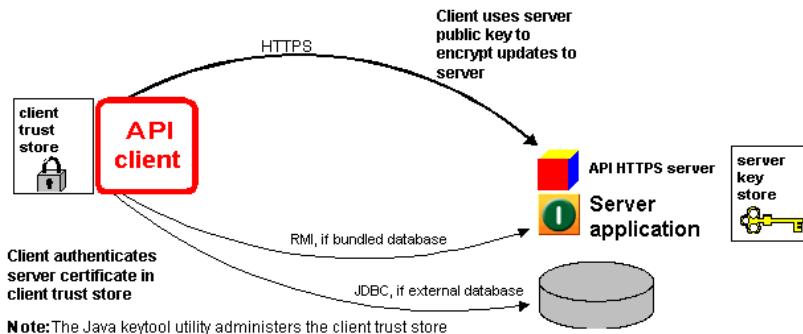 Client uses server
public key to
encrypt updates to
server
HTTPS
client
trust
store
API
client
API HTTPS server
server
key
store
Server
application
RMI, if bundled database
Client authenticates
server certificate in
client trust store
JDBC, if external database
Note: The Java keytool utility administers the client trust store